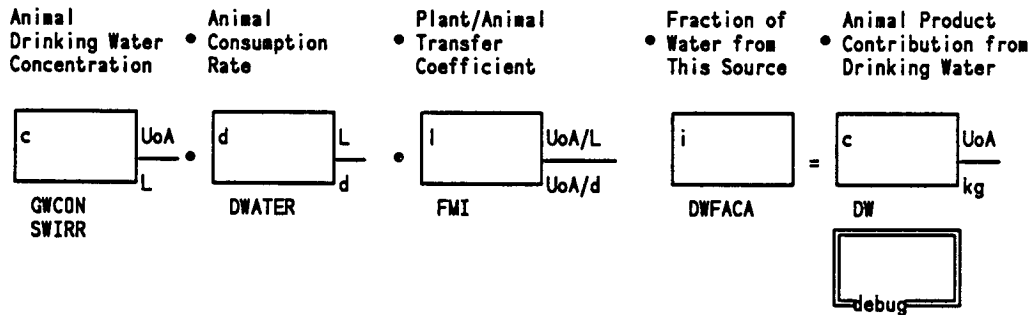 Animal
Drinking Water
Concentration
• Animal
Consumption
Rate
• Plant/Animal
Transfer
Coefficient
Fraction of
• Water from
This Source
Animal Product
• Contribution from
Drinking Water
c
UoA
L
•
d
L
d
•
l
UoA/L
UoA/d
i
=
c
UoA
kg
GWCON
SWIRR
DWATER
FMI
DWFACA
DW
debug